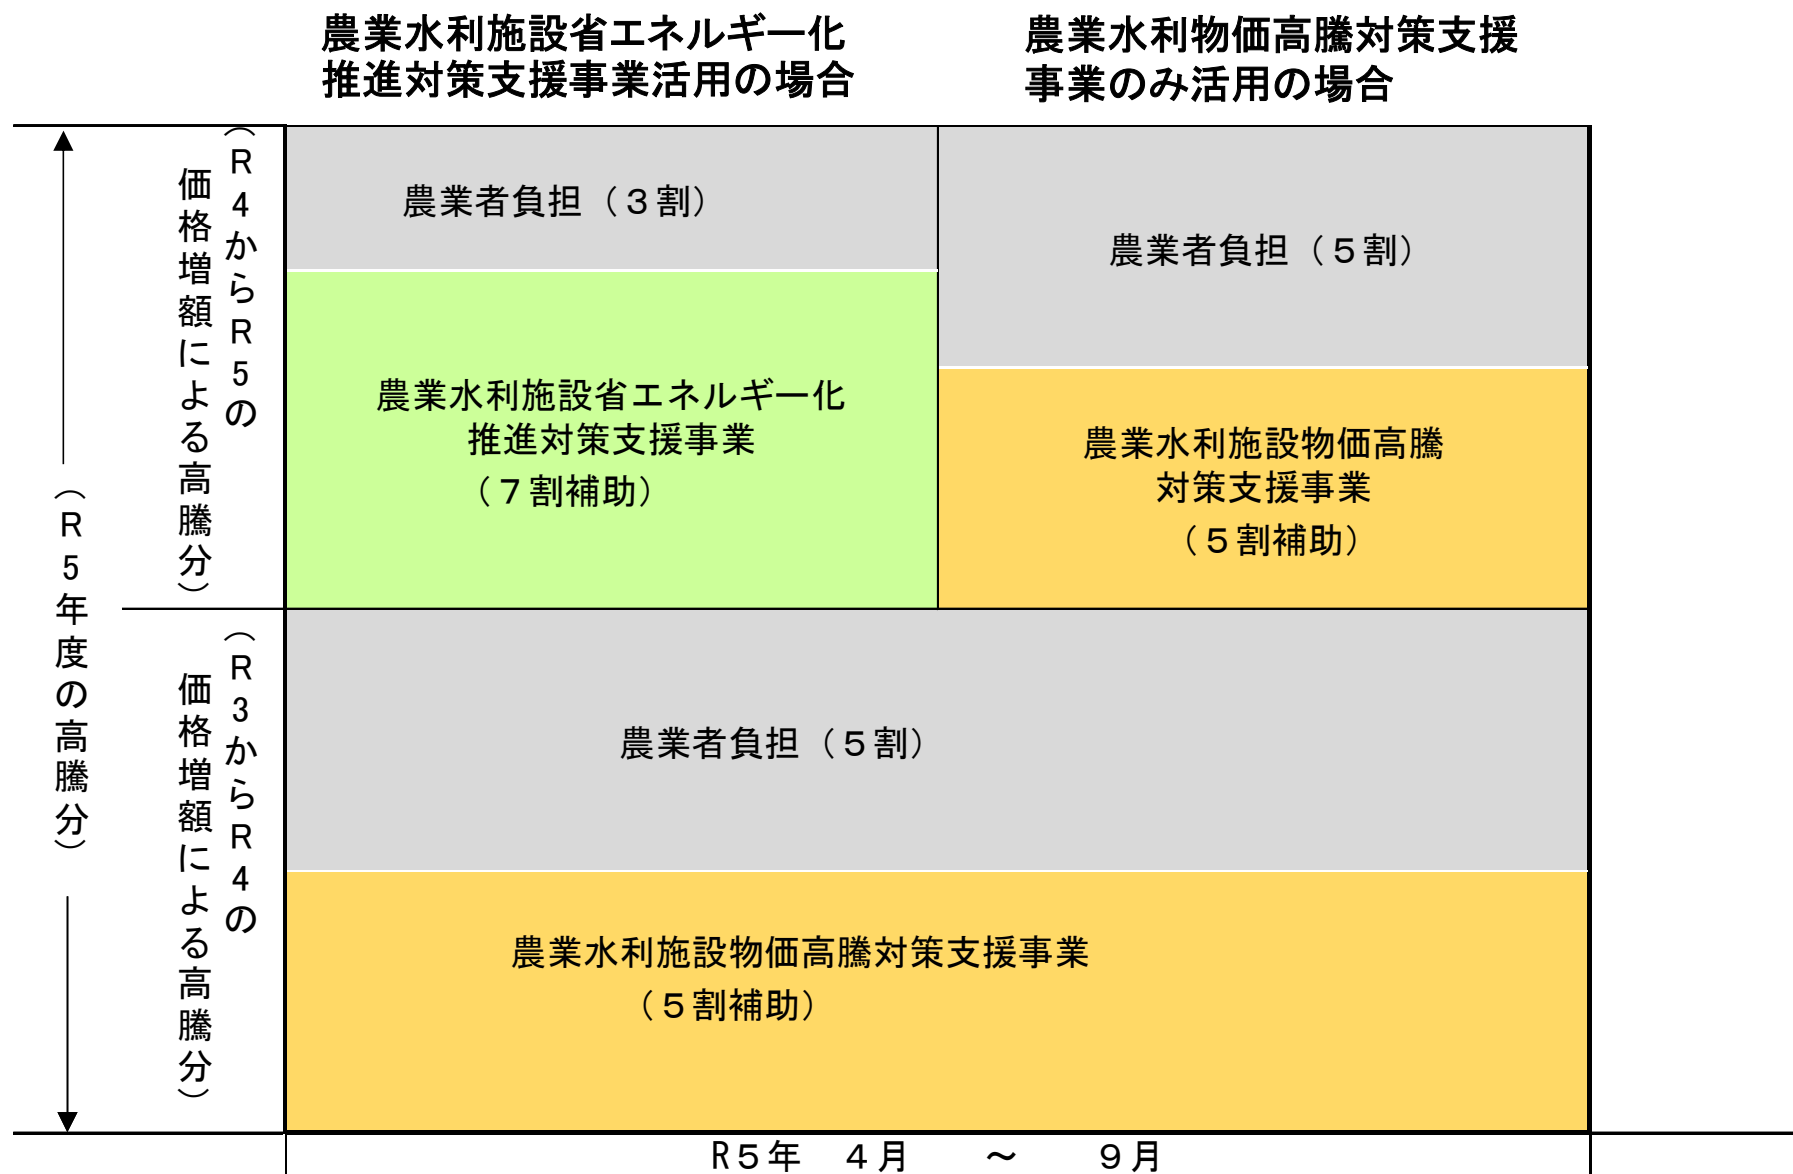 農業水利施設省エネルギー化
推進対策支援事業活用の場合
農業水利物価高騰対策支援
事業のみ活用の場合
（R5年度の高騰分）
（R4からR5の
価格増額による高騰分）
農業者負担（３割）
農業水利施設省エネルギー化
推進対策支援事業
（７割補助）
農業者負担（５割）
農業水利施設物価高騰
対策支援事業
（５割補助）
（R3からR4の
価格増額による高騰分）
農業者負担（５割）
農業水利施設物価高騰対策支援事業
（５割補助）
R5年　４月　　～　　９月